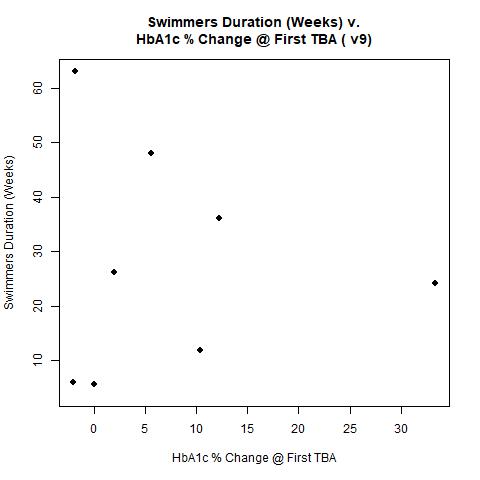 Swimmers Duration (Weeks) v.
HbA1c % Change @ First TBA ( v9)
Swimmers Duration (Weeks)
60
50
40
30
20
10
0 5 10 15 20 25 30
HbA1c % Change @ First TBA